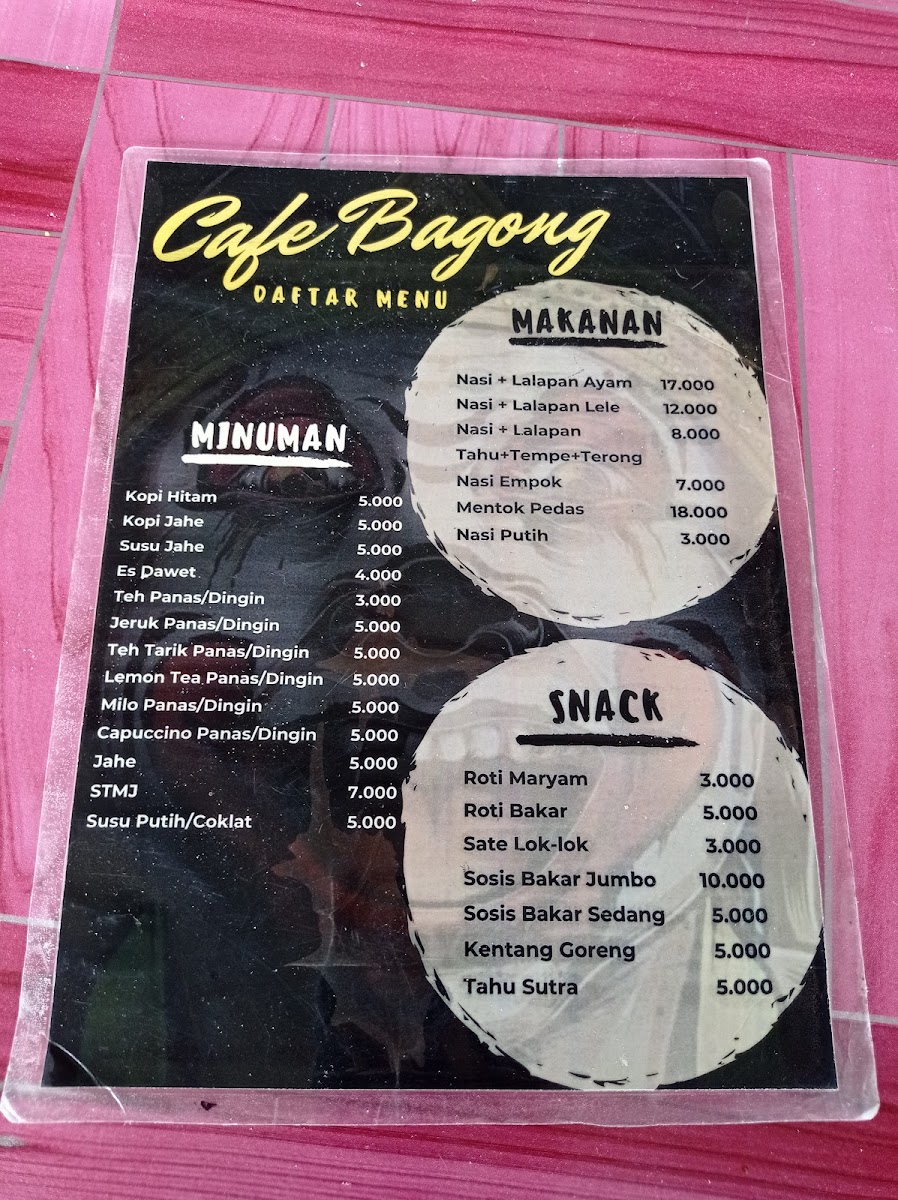 Cafe Bagong
DAFTAR MENU
MINUMAN
Kopi Hitam 5.000
Kopi Jahe 5.000
Susu Jahe 5.000
Es Dawet 4.000
Teh Panas/Dingin 3.000
Jeruk Panas/Dingin 5.000
Teh Tarik Panas/Dingin 5.000
Lemon Tea Panas/Dingin 5.000
Milo Panas/Dingin 5.000
Capuccino Panas/Dingin 5.000
Jahe 5.000
STMJ 7.000
Susu Putih/Coklat 5.000
MAKANAN
Nasi + Lalapan Ayam 17.000
Nasi + Lalapan Lele 12.000
Nasi + Lalapan 8.000
Tahu+Tempe+Terong
Nasi Empok 7.000
Mentok Pedas 18.000
Nasi Putih 3.000
SNACK
Roti Maryam 3.000
Roti Bakar 5.000
Sate Lok-lok 3.000
Sosis Bakar Jumbo 10.000
Sosis Bakar Sedang 5.000
Kentang Goreng 5.000
Tahu Sutra 5.000